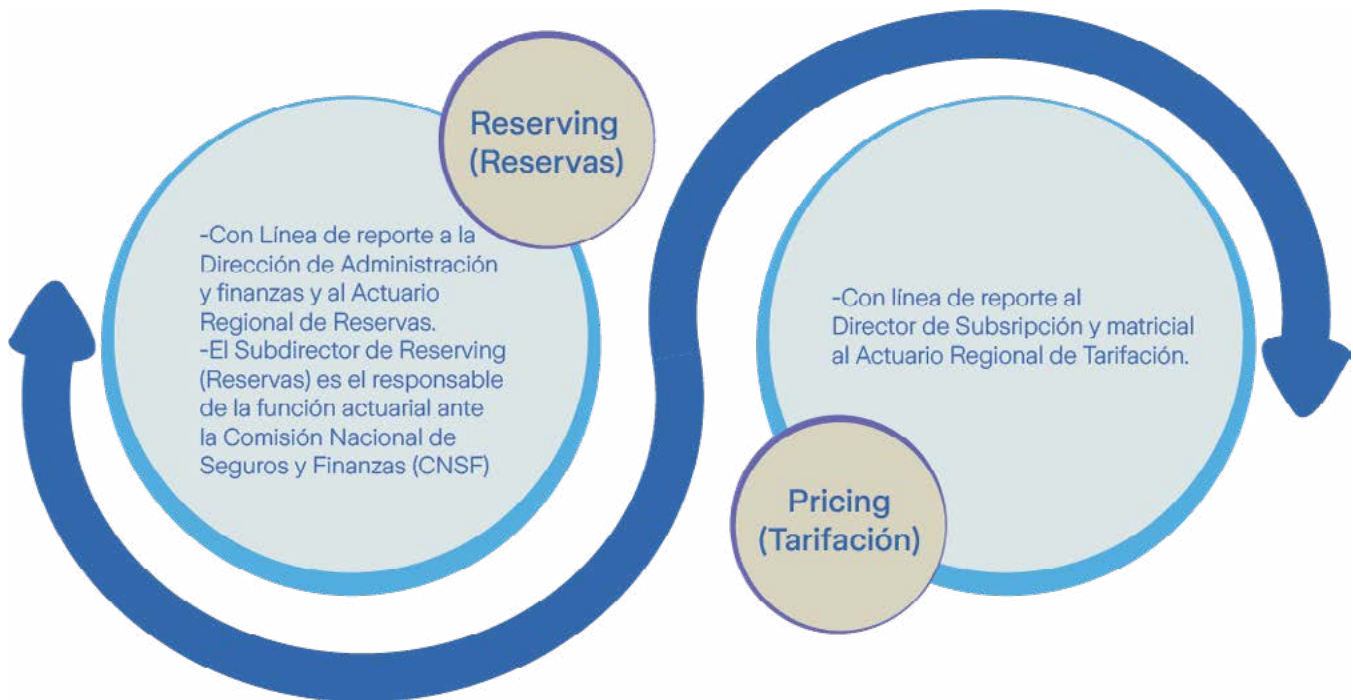 Reserving
(Reservas)
-Con Línea de reporte a la
Dirección de Administración
y finanzas y al Actuario
Regional de Reservas.
-El Subdirector de Reserving
(Reservas) es el responsable
de la función actuarial ante
la Comisión Nacional de
Seguros y Finanzas (CNSF)
-Con línea de reporte al
Director de Subsripción y matricial
al Actuario Regional de Tarifación.
Pricing
(Tarifación)